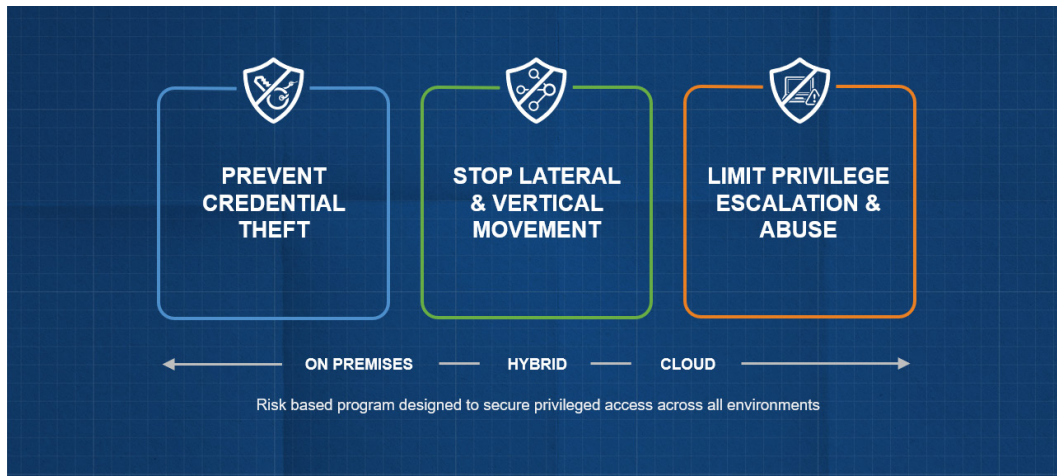 PREVENT
CREDENTIAL
THEFT
STOP LATERAL
& VERTICAL
MOVEMENT
LIMIT PRIVILEGE
ESCALATION &
ABUSE
ON PREMISES HYBRID CLOUD
Risk based program designed to secure privileged access across all environments